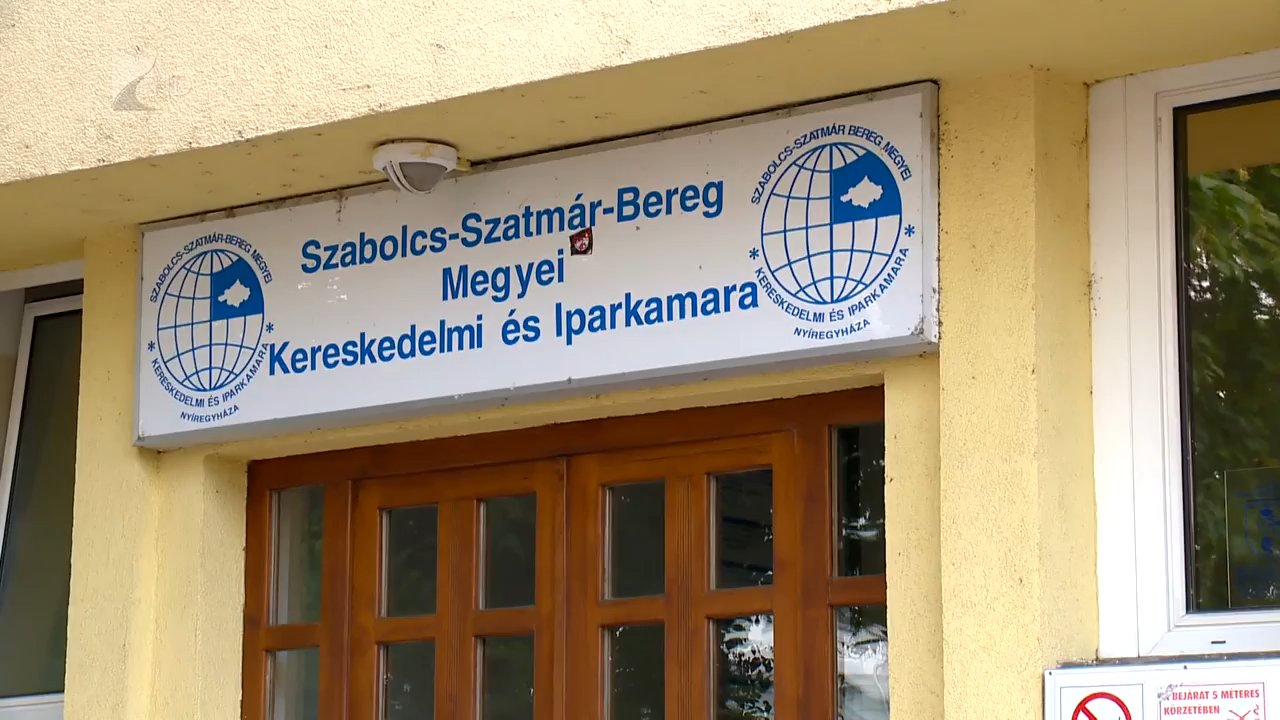 Szabolcs-Szatmár-Bereg
Megyei
Kereskedelmi és Iparkamara
SZABOLCS-SZATMÁR-BEREG MEGYEI
* KERESKEDELMI ÉS IPARKAMARA *
NYÍREGYHÁZA
SZABOLCS-SZATMÁR BEREG MEGYEI
* KERESKEDELMI ÉS IPARKAMARA *
NYÍREGYHÁZA
BEJÁRAT 5 MÉTERES
KÖRZETÉBEN